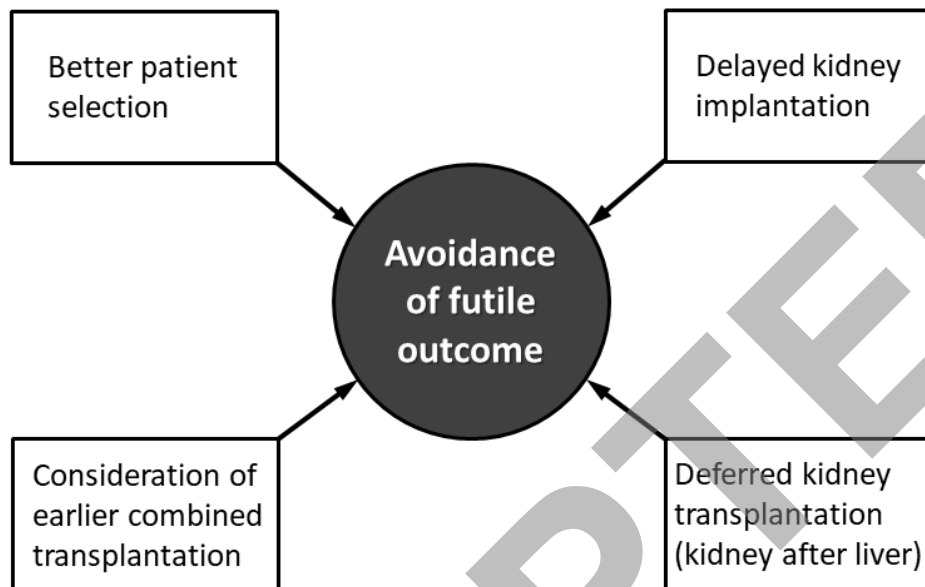 Better patient
selection
Delayed kidney
implantation
Avoidance
of futile
outcome
Consideration of
earlier combined
transplantation
Deferred kidney
transplantation
(kidney after liver)
PTE